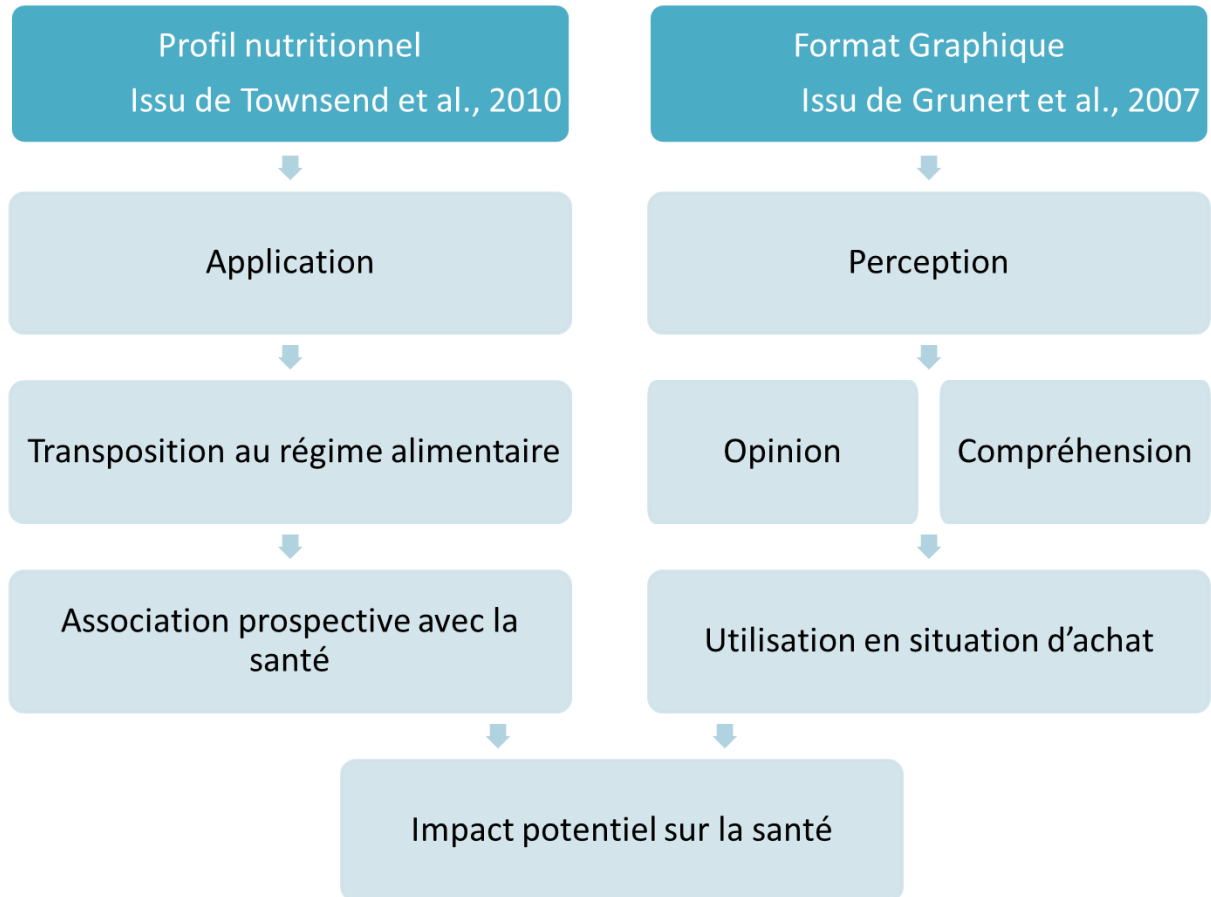 Profil nutritionnel
Issu de Townsend et al., 2010
Format Graphique
Issu de Grunert et al., 2007
Application
Perception
Transposition au régime alimentaire
Opinion
Compréhension
Association prospective avec la
santé
Utilisation en situation d’achat
Impact potentiel sur la santé